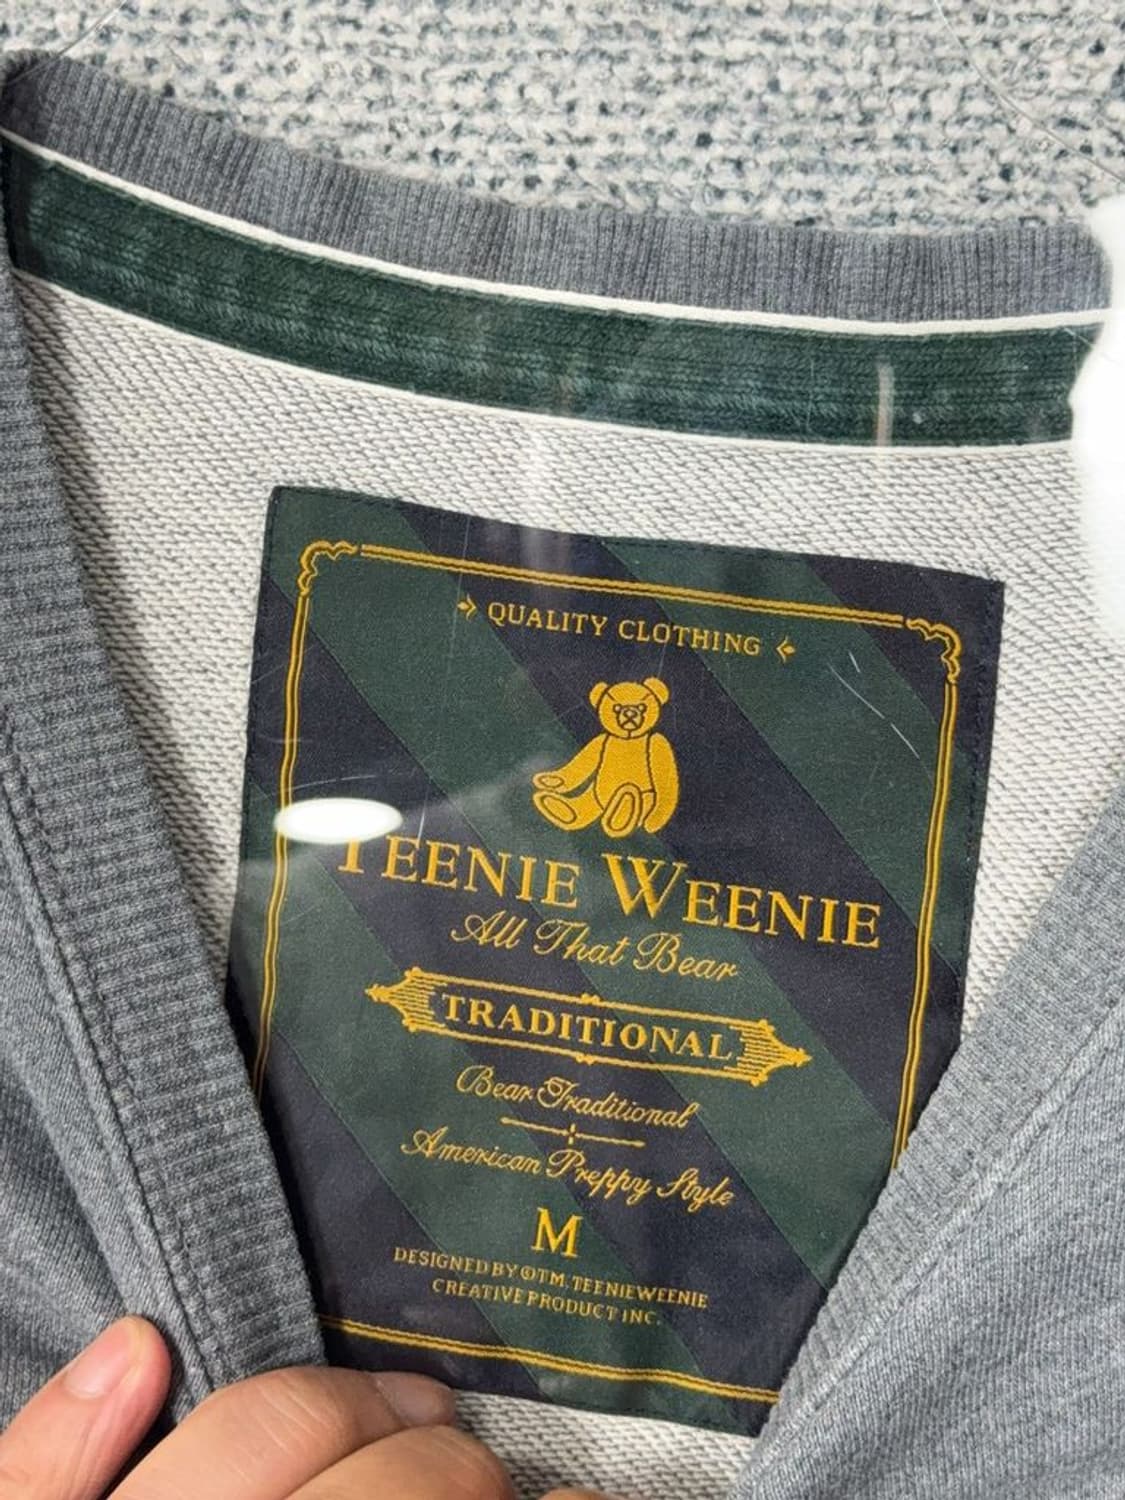 QUALITY CLOTHING
TEENIE WEENIE
All That Bear
TRADITIONAL
Bear Traditional
American Preppy Style
M
DESIGNED BY ©TM. TEENIEWEENIE
CREATIVE PRODUCT INC.